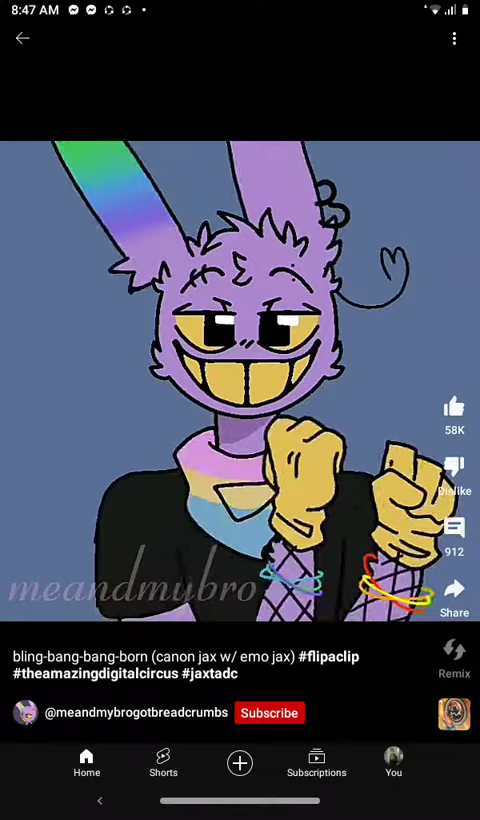 8:47 AM
meandmybro
58K
Dislike
912
Share
bling-bang-bang-born (canon jax w/ emo jax) #flipaclip
#theamazingdigitalcircus #jaxtadc
Remix
@meandmybrogotbreadcrumbs Subscribe
Home Shorts Subscriptions You